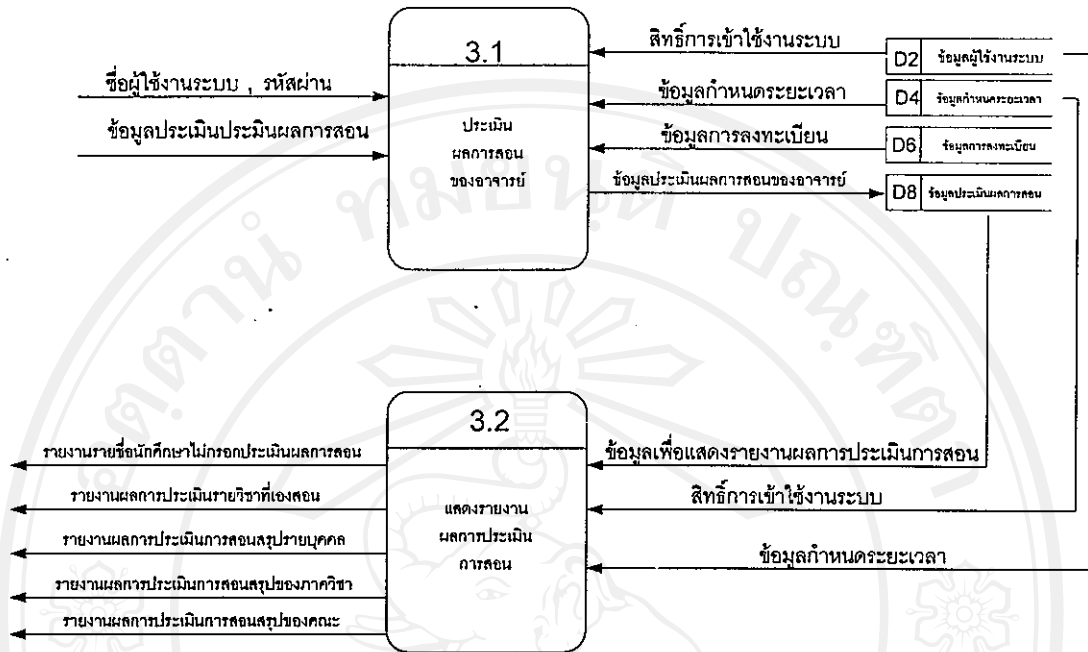 3.1
ประเมิน
ผลการสอน
ของอาจารย์
ชื่อผู้ใช้งานระบบ , รหัสผ่าน
ข้อมูลประเมินประมินผลการสอน
สิทธิ์การเข้าใช้งานระบบ
ข้อมูลกำหนดระยะเวลา
ข้อมูลการลงทะเบียน
ข้อมูลประเมินผลการสอนของอาจารย์
D2 ข้อมูลผู้ใช้งานระบบ
D4 ข้อมูลกำหนดระยะเวลา
D6 ข้อมูลการลงทะเบียน
D8 ข้อมูลประเมินผลการสอน
3.2
แสดงรายงาน
ผลการประเมิน
การสอน
รายงานรายชื่อนักศึกษาไม่กรอกประเมินผลการสอน
รายงานผลการประเมินรายวิชาที่เองสอน
รายงานผลการประเมินการสอนสรุปรายบุคคล
รายงานผลการประเมินการสอนสรุปของภาควิชา
รายงานผลการประเมินการสอนสรุปของคณะ
ข้อมูลเพื่อแสดงรายงานผลการประเมินการสอน
สิทธิ์การเข้าใช้งานระบบ
ข้อมูลกำหนดระยะเวลา